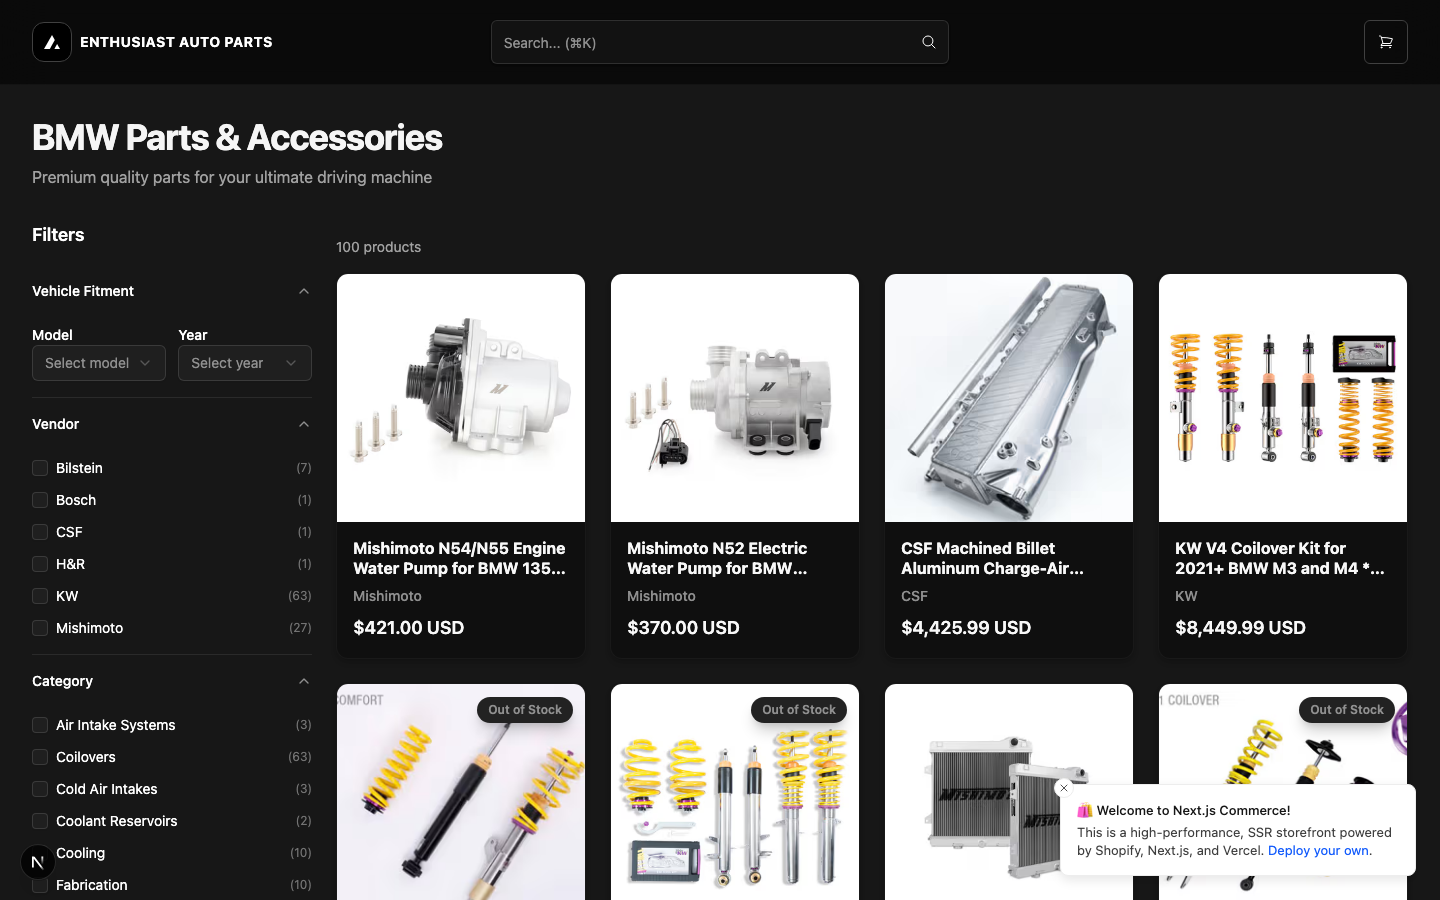 ENTHUSIAST AUTO PARTS
Search... (⌘K)
BMW Parts & Accessories
Premium quality parts for your ultimate driving machine
Filters
100 products
Vehicle Fitment
Model
Year
Select model
Select year
Vendor
Bilstein (7)
Bosch (1)
CSF (1)
H&R (1)
KW (63)
Mishimoto (27)
Category
Air Intake Systems (3)
Coilovers (63)
Cold Air Intakes (3)
Coolant Reservoirs (2)
Cooling (10)
Fabrication (10)
N
Mishimoto N54/N55 Engine
Water Pump for BMW 135...
Mishimoto
$421.00 USD
Mishimoto N52 Electric
Water Pump for BMW...
Mishimoto
$370.00 USD
CSF Machined Billet
Aluminum Charge-Air...
CSF
$4,425.99 USD
KW V4 Coilover Kit for
2021+ BMW M3 and M4 *...
KW
$8,449.99 USD
COMFORT
Out of Stock
Out of Stock
MISHIMO
1 COILOVER
Out of Stock
🛍️ Welcome to Next.js Commerce!
This is a high-performance, SSR storefront powered
by Shopify, Next.js, and Vercel. Deploy your own.